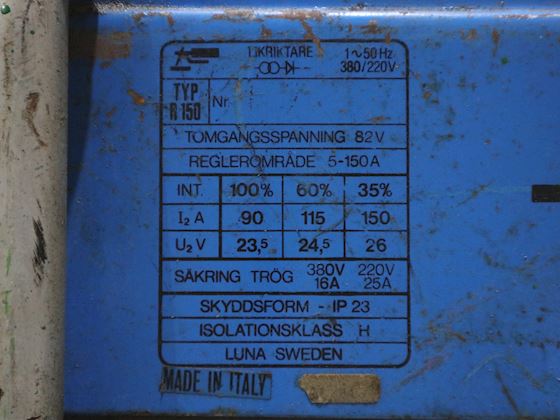 LIKRIKTARE 1~50Hz
380/220V
TYP
R 150
Nr.
TOMGANGSSPANNING 82V
REGLEROMRÅDE 5-150A
INT. 100% 60% 35%
I₂ A 90 115 150
U₂ V 23,5 24,5 26
SÄKRING TRÖG 380V 220V
16A 25A
SKYDDSFORM - IP 23
ISOLATIONSKLASS H
LUNA SWEDEN
MADE IN ITALY